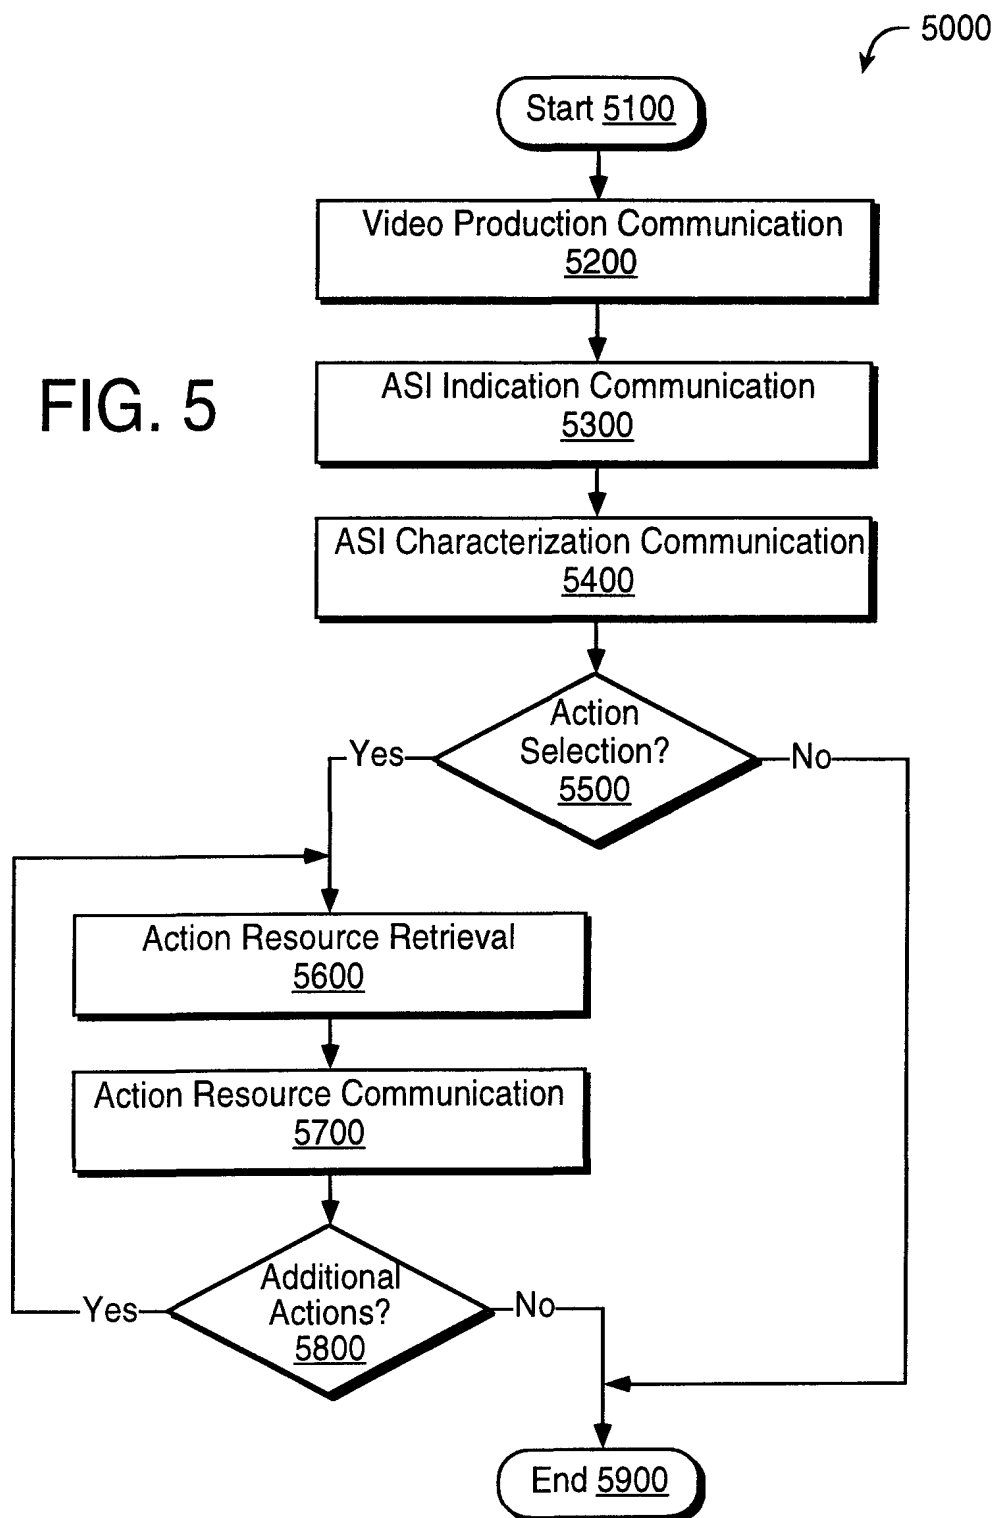 5000
Start 5100
Video Production Communication
5200
FIG. 5
ASI Indication Communication
5300
ASI Characterization Communication
5400
Action
Selection?
5500
Yes
No
Action Resource Retrieval
5600
Action Resource Communication
5700
Additional
Actions?
5800
Yes
No
End 5900